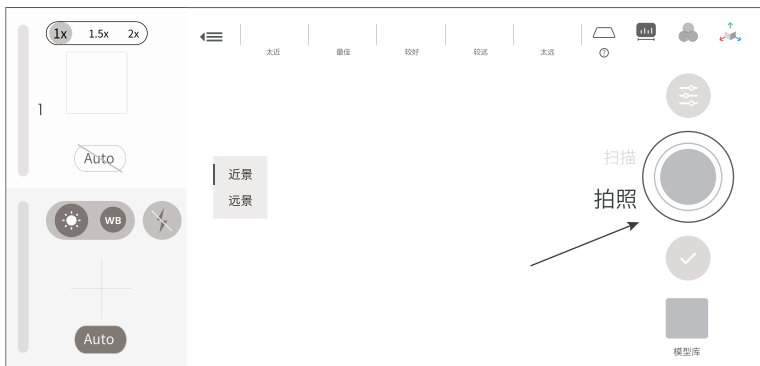 1x 1.5x 2x
1
Auto
WB
Auto
太近 最佳 较好 较远 太远
?
近景
远景
扫描
拍照
模型库